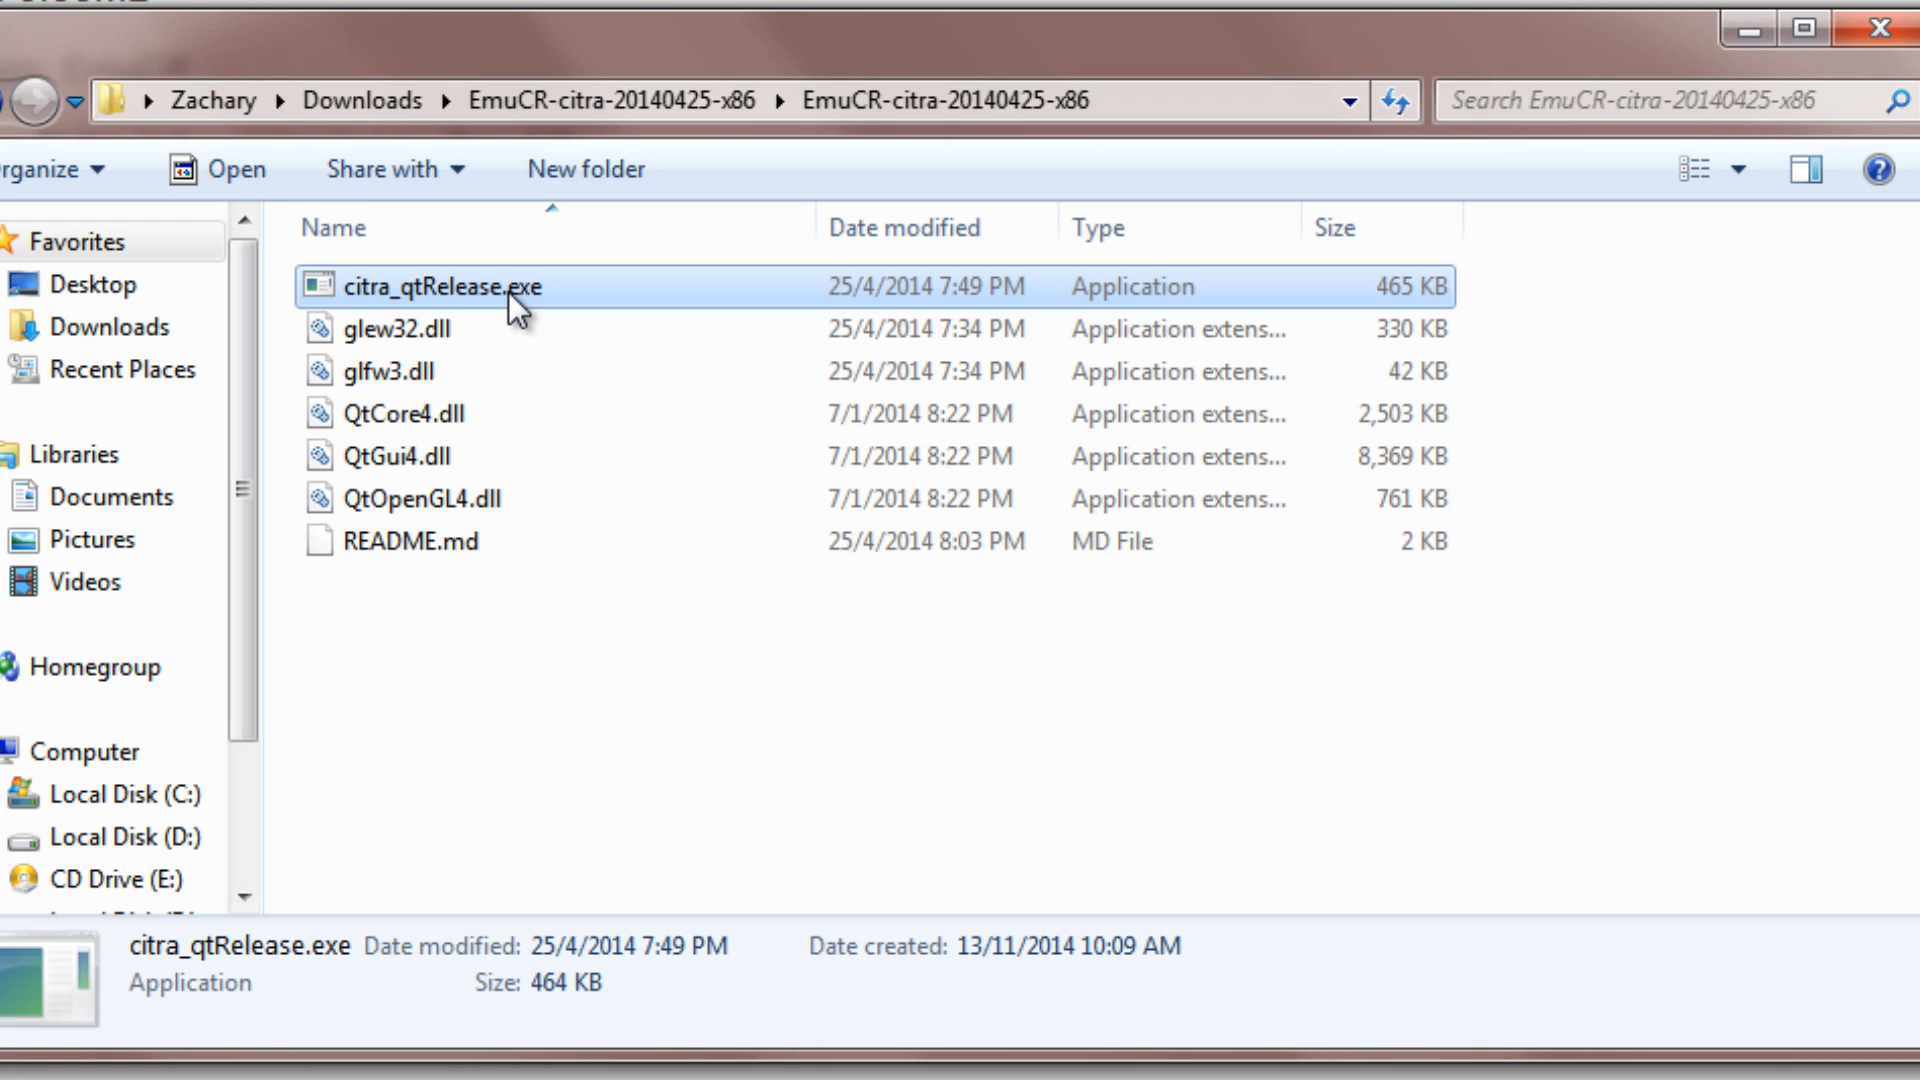 Zachary Downloads EmuCR-citra-20140425-x86 EmuCR-citra-20140425-x86 Search EmuCR-citra-20140425-x86
rganize Open Share with New folder
Name Date modified Type Size
Favorites
Desktop
Downloads
Recent Places
Libraries
Documents
Pictures
Videos
Homegroup
Computer
Local Disk (C:)
Local Disk (D:)
CD Drive (E:)
citra_qtRelease.exe 25/4/2014 7:49 PM Application 465 KB
glew32.dll 25/4/2014 7:34 PM Application extens... 330 KB
glfw3.dll 25/4/2014 7:34 PM Application extens... 42 KB
QtCore4.dll 7/1/2014 8:22 PM Application extens... 2,503 KB
QtGui4.dll 7/1/2014 8:22 PM Application extens... 8,369 KB
QtOpenGL4.dll 7/1/2014 8:22 PM Application extens... 761 KB
README.md 25/4/2014 8:03 PM MD File 2 KB
citra_qtRelease.exe Date modified: 25/4/2014 7:49 PM Date created: 13/11/2014 10:09 AM
Application Size: 464 KB